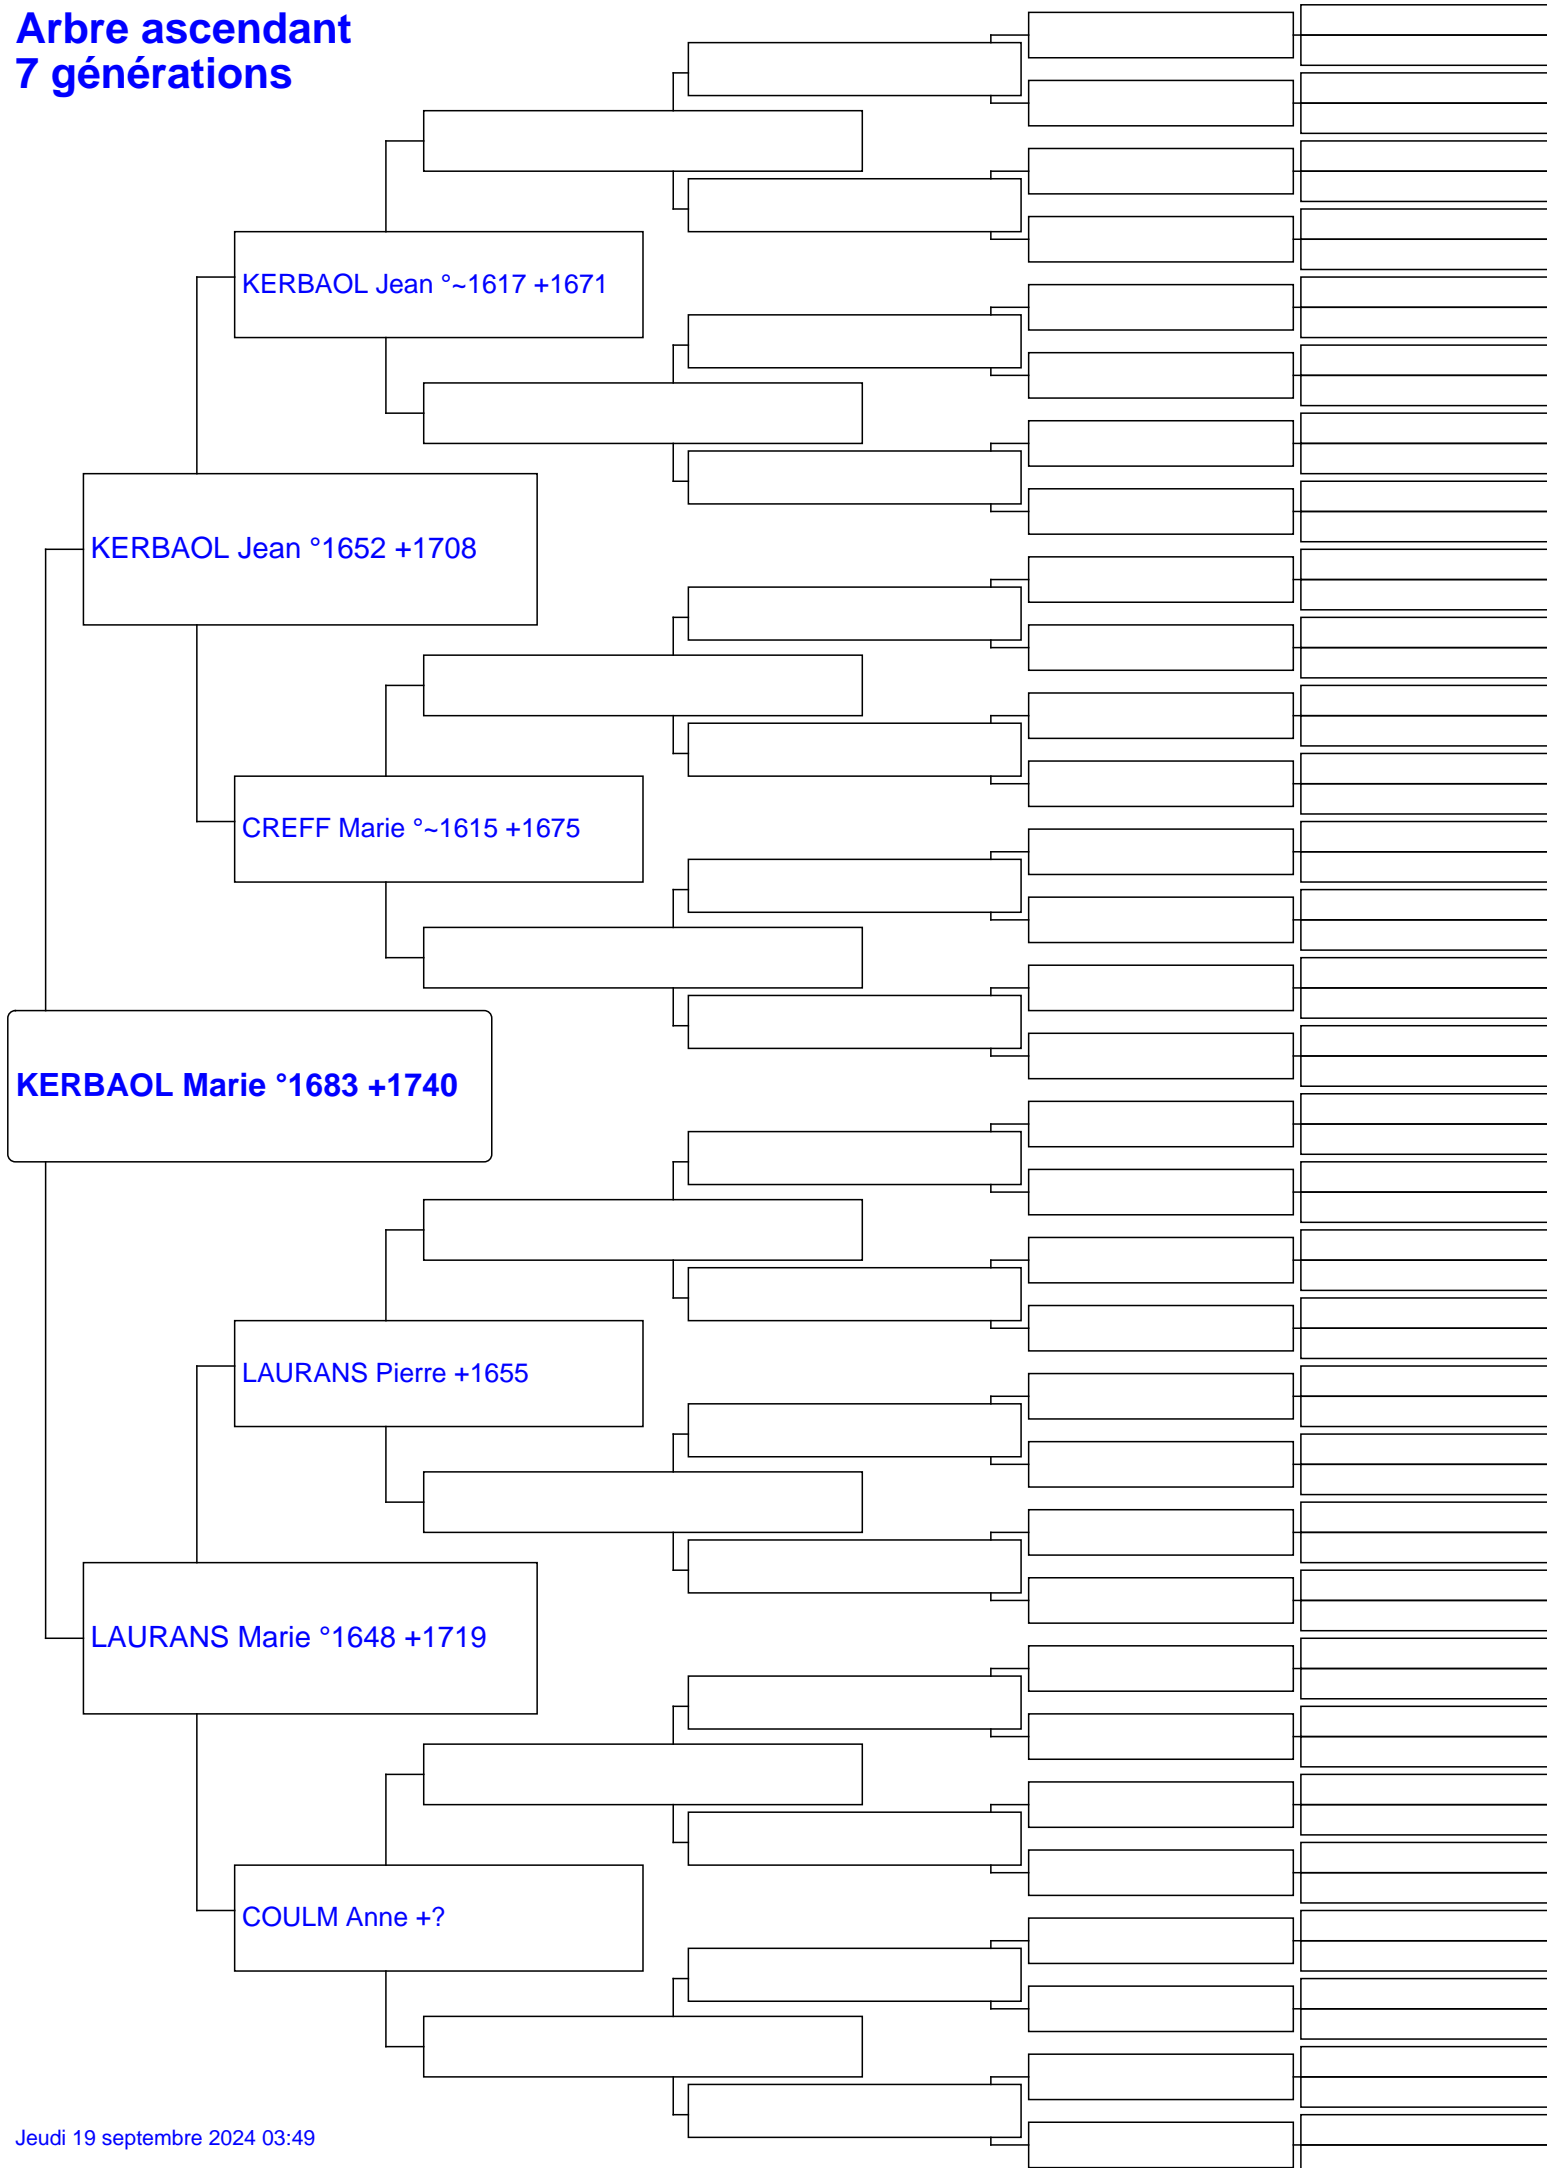 Arbre ascendant
7 générations
KERBAOL Jean °~1617 +1671
KERBAOL Jean °1652 +1708
CREFF Marie °~1615 +1675
KERBAOL Marie °1683 +1740
LAURANS Pierre +1655
LAURANS Marie °1648 +1719
COULM Anne +?
Jeudi 19 septembre 2024 03:49